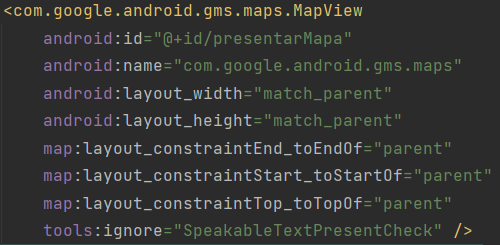 <com.google.android.gms.maps.MapView
android:id="@+id/presentarMapa"
android:name="com.google.android.gms.maps"
android:layout_width="match_parent"
android:layout_height="match_parent"
map:layout_constraintEnd_toEndOf="parent"
map:layout_constraintStart_toStartOf="parent"
map:layout_constraintTop_toTopOf="parent"
tools:ignore="SpeakableTextPresentCheck" />